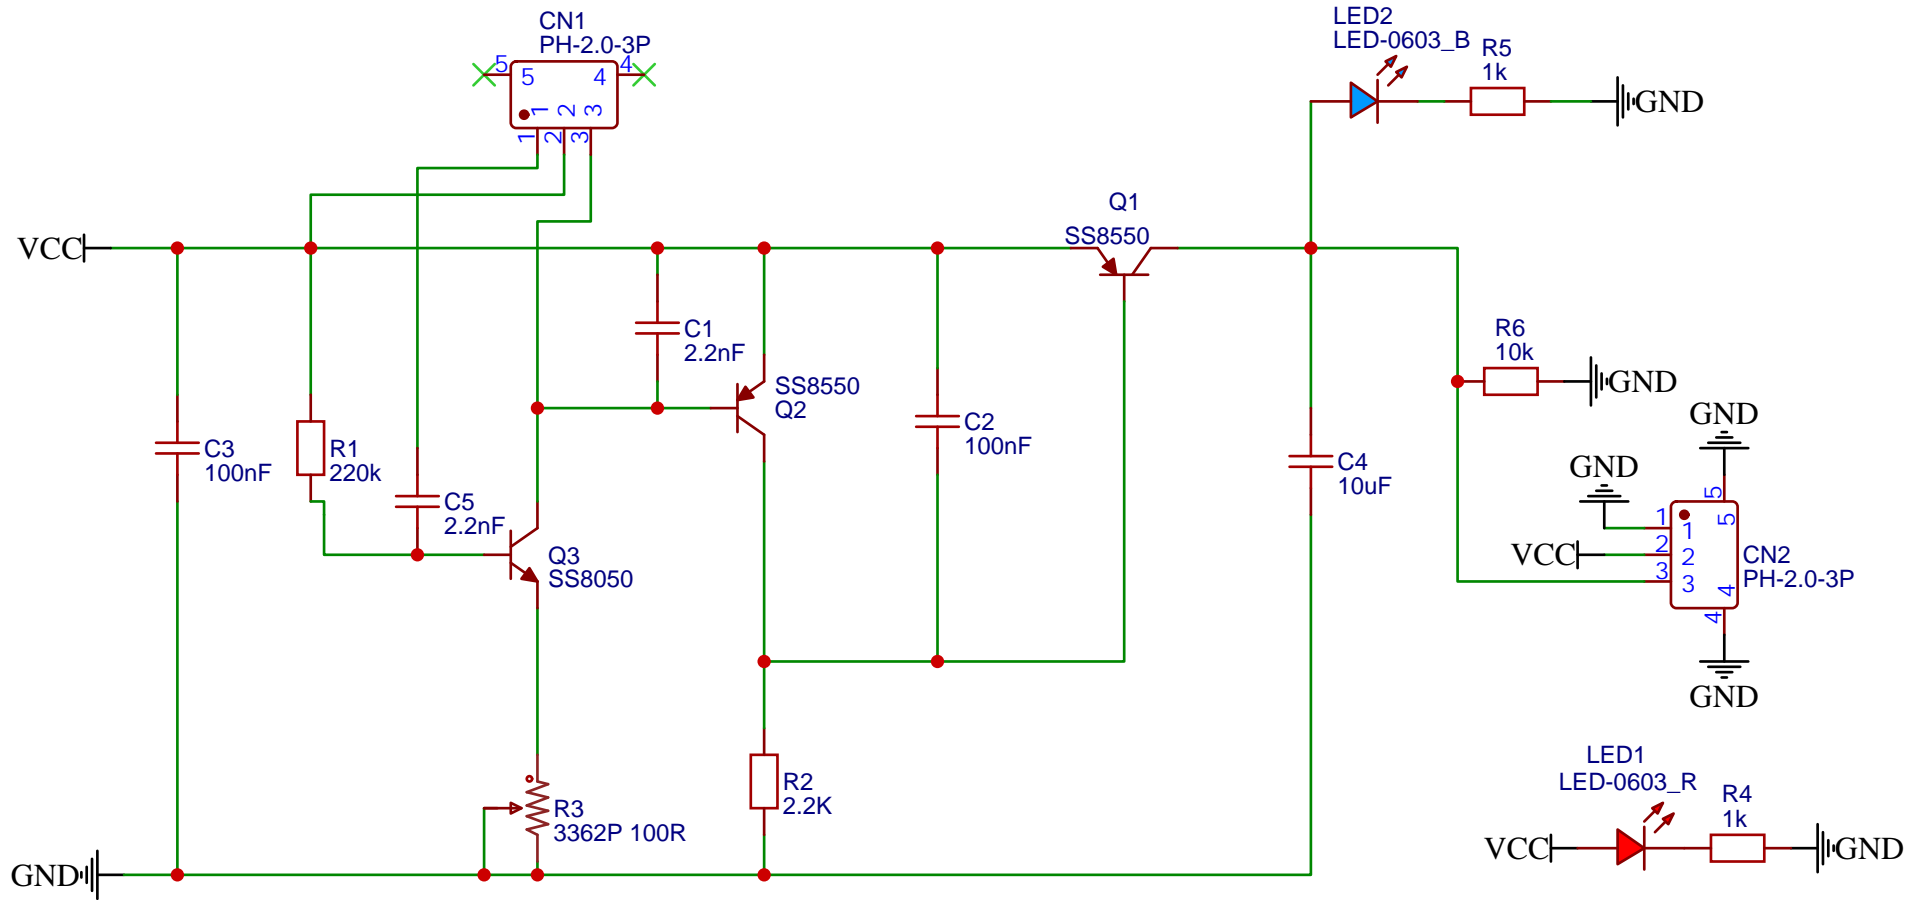 LED2
LED-0603_B
R5
1k
GND
CN1
PH-2.0-3P
5
4
5
4
1
2
3
1
2
3
Q1
SS8550
VCC
C1
2.2nF
SS8550
Q2
R6
10k
GND
GND
C2
100nF
C3
100nF
R1
220k
C4
10uF
GND
C5
2.2nF
5
5
1
1
VCC
2
2
CN2
PH-2.0-3P
3
3
4
4
Q3
SS8050
GND
LED1
LED-0603_R
R4
1k
VCC
GND
R2
2.2K
R3
3362P 100R
GND